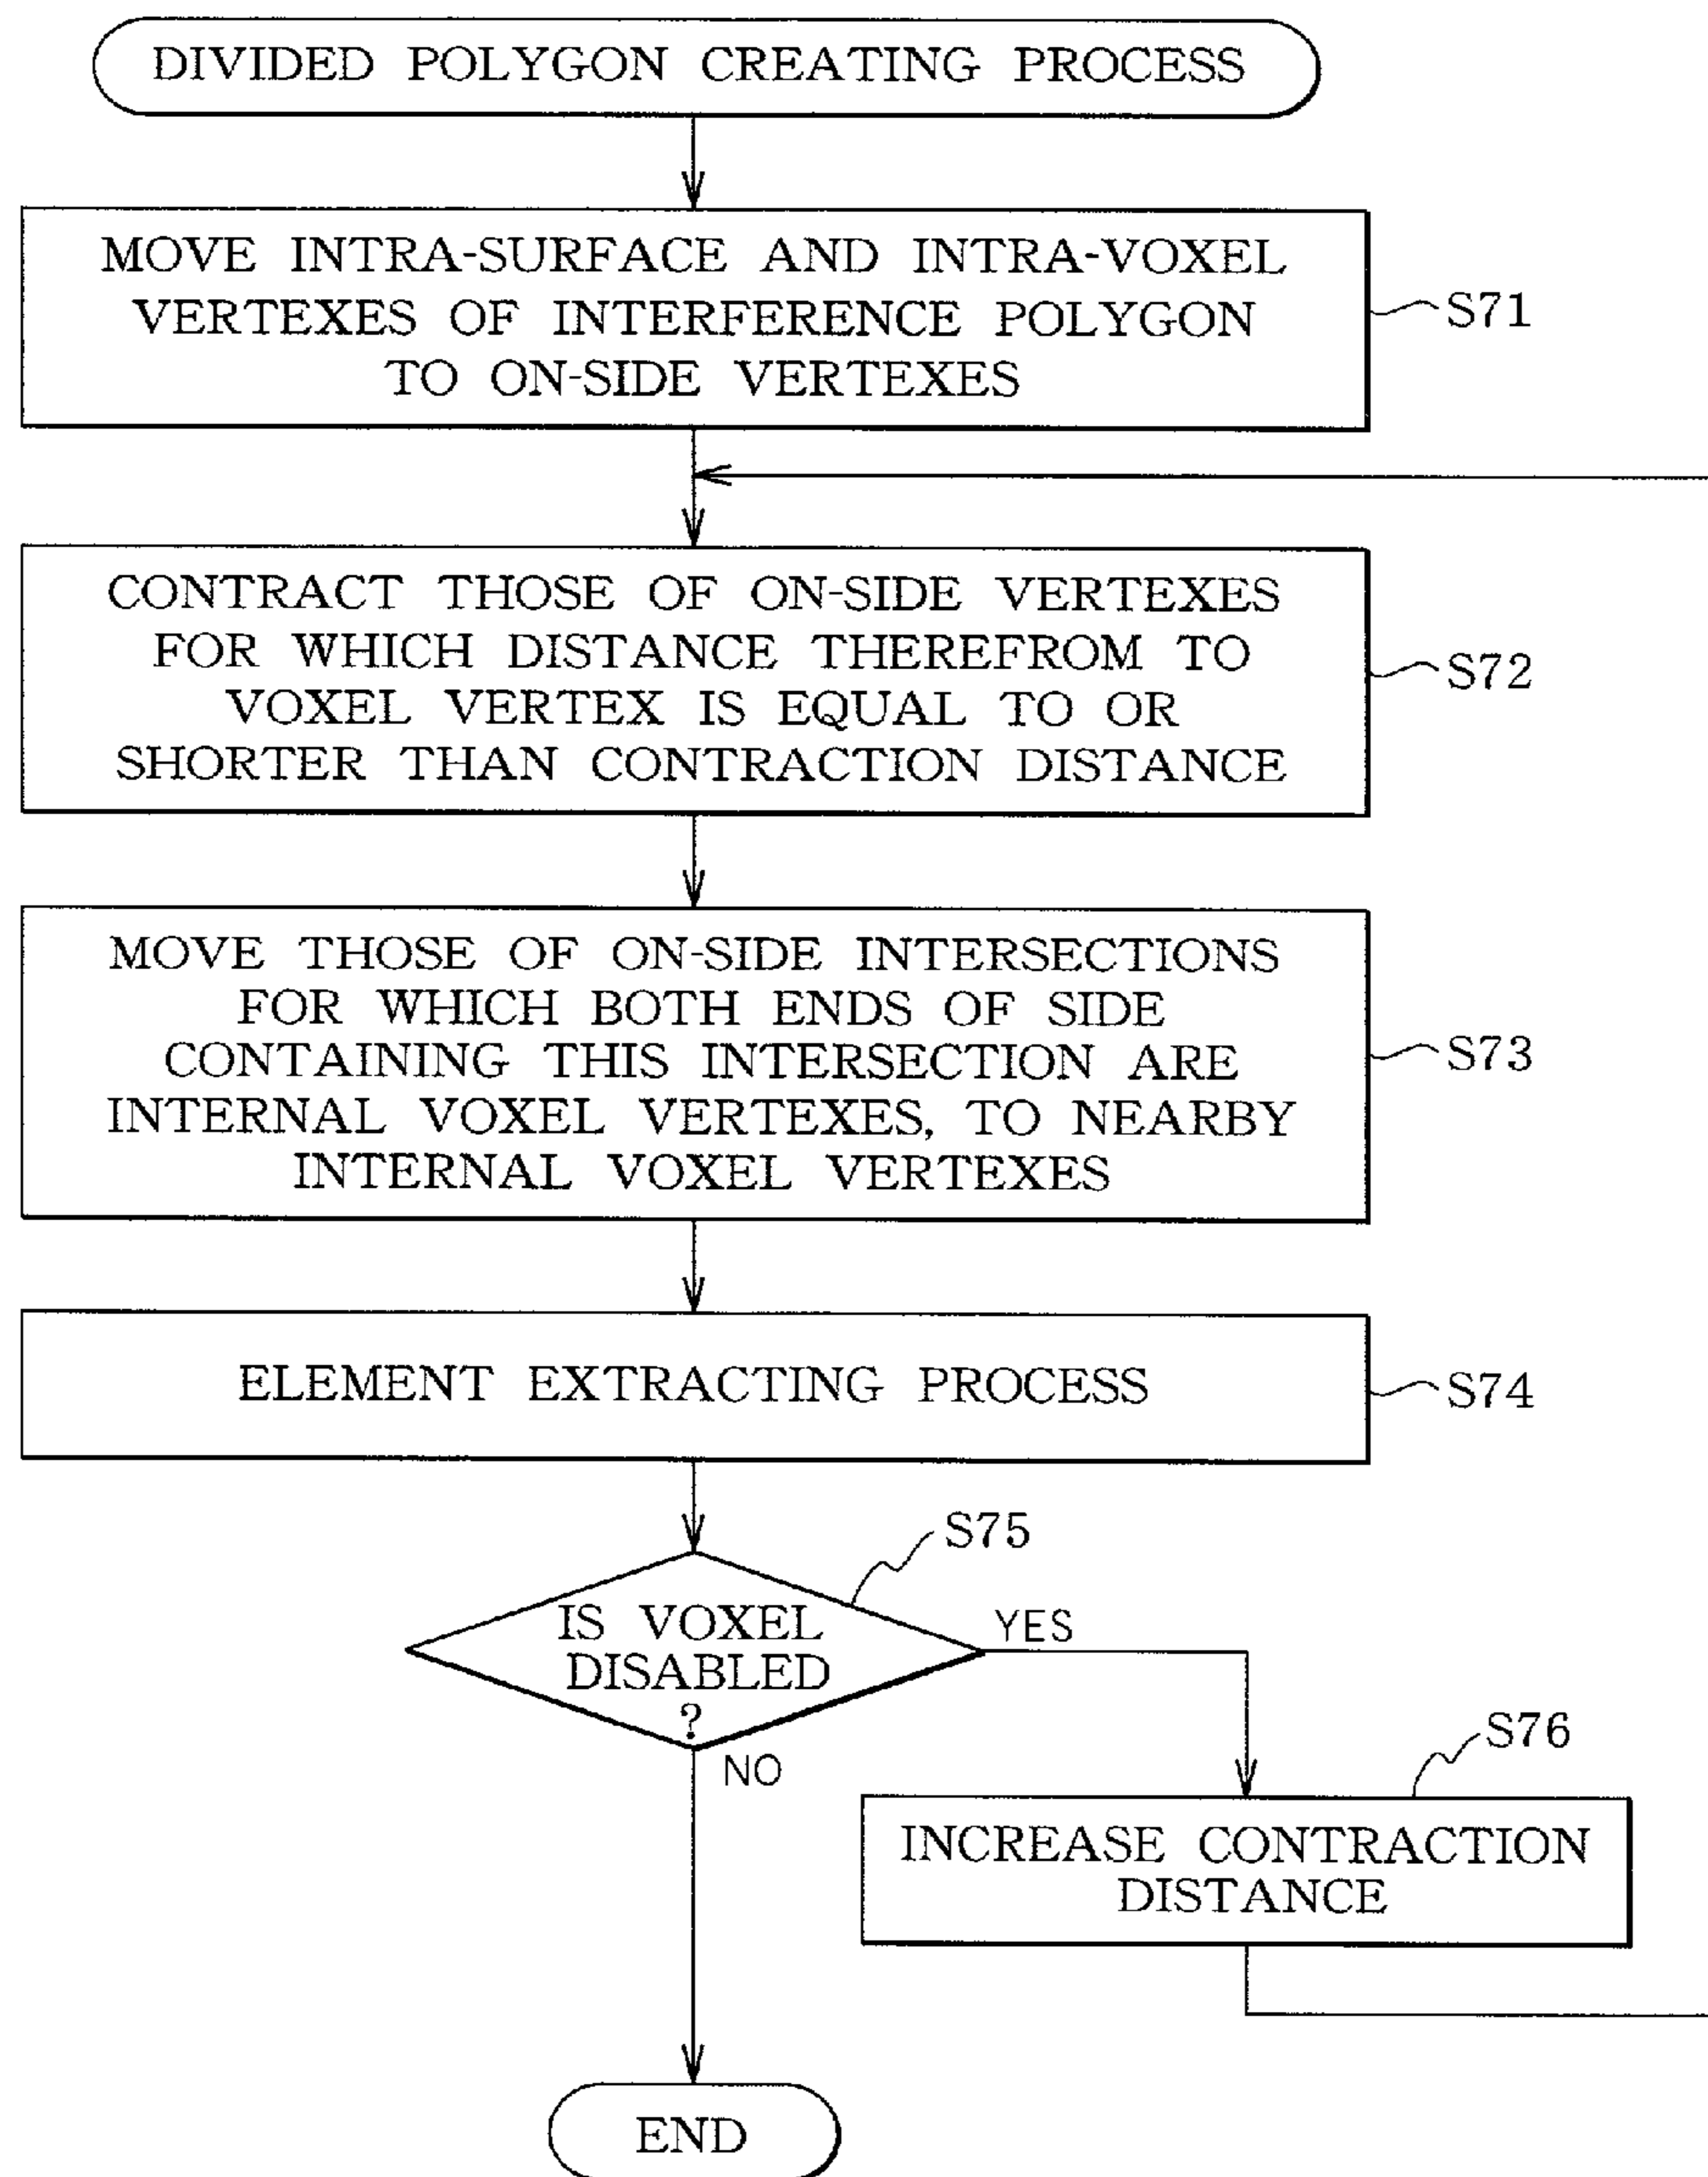 DIVIDED POLYGON CREATING PROCESS
MOVE INTRA-SURFACE AND INTRA-VOXEL
VERTEXES OF INTERFERENCE POLYGON
TO ON-SIDE VERTEXES
S71
CONTRACT THOSE OF ON-SIDE VERTEXES
FOR WHICH DISTANCE THEREFROM TO
VOXEL VERTEX IS EQUAL TO OR
SHORTER THAN CONTRACTION DISTANCE
S72
MOVE THOSE OF ON-SIDE INTERSECTIONS
FOR WHICH BOTH ENDS OF SIDE
CONTAINING THIS INTERSECTION ARE
INTERNAL VOXEL VERTEXES, TO NEARBY
INTERNAL VOXEL VERTEXES
S73
ELEMENT EXTRACTING PROCESS
S74
S75
IS VOXEL
DISABLED
?
YES
NO
S76
INCREASE CONTRACTION
DISTANCE
END